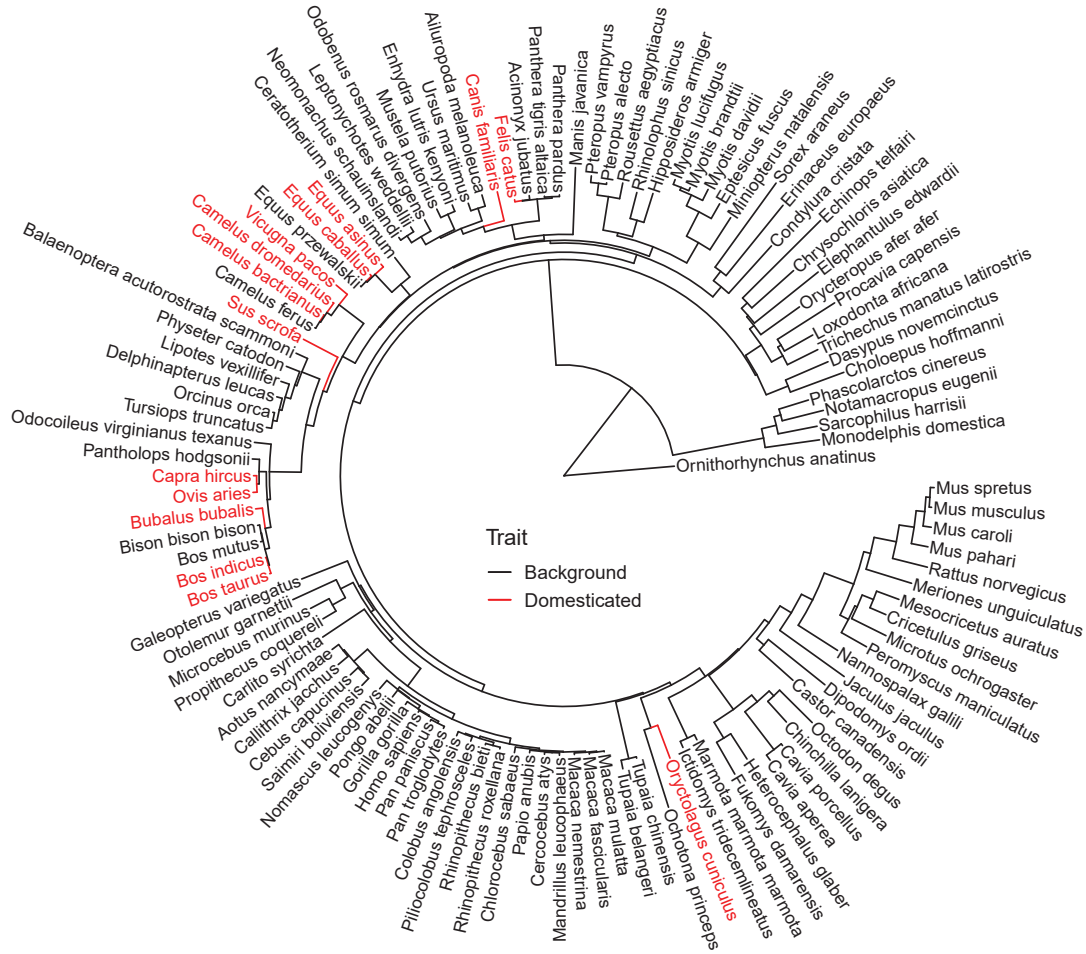 Ornithorhynchus anatinus
Monodelphis domestica
Sarcophilus harrisii
Notamacropus eugenii
Phascolarctos cinereus
Choloepus hoffmanni
Dasypus novemcinctus
Trichechus manatus latirostris
Loxodonta africana
Procavia capensis
Orycteropus afer afer
Elephantulus edwardii
Chrysochloris asiatica
Echinops telfairi
Condylura cristata
Erinaceus europaeus
Sorex araneus
Miniopterus natalensis
Eptesicus fuscus
Myotis davidii
Myotis brandtii
Myotis lucifugus
Hipposideros armiger
Rhinolophus sinicus
Rousettus aegyptiacus
Pteropus alecto
Pteropus vampyrus
Manis javanica
Panthera pardus
Panthera tigris altaica
Acinonyx jubatus
Felis catus
Canis familiaris
Ailuropoda melanoleuca
Ursus maritimus
Enhydra lutris kenyoni
Mustela putorius
Odobenus rosmarus divergens
Leptonychotes weddellii
Neomonachus schauinslandi
Ceratotherium simum simum
Equus asinus
Equus caballus
Equus przewalskii
Vicugna pacos
Camelus dromedarius
Camelus bactrianus
Camelus ferus
Sus scrofa
Balaenoptera acutorostrata scammoni
Physeter catodon
Lipotes vexillifer
Delphinapterus leucas
Orcinus orca
Tursiops truncatus
Odocoileus virginianus texanus
Pantholops hodgsonii
Capra hircus
Ovis aries
Bubalus bubalis
Bison bison bison
Bos mutus
Bos indicus
Bos taurus
Galeopterus variegatus
Otolemur garnettii
Microcebus murinus
Propithecus coquereli
Carlito syrichta
Aotus nancymaae
Callithrix jacchus
Cebus capucinus
Saimiri boliviensis
Nomascus leucogenys
Pongo abelii
Gorilla gorilla
Homo sapiens
Pan paniscus
Pan troglodytes
Colobus angolensis
Piliocolobus tephrosceles
Rhinopithecus bieti
Rhinopithecus roxellana
Chlorocebus sabaeus
Papio anubis
Cercocebus atys
Mandrillus leucophaeus
Macaca nemestrina
Macaca fascicularis
Macaca mulatta
Tupaia belangeri
Tupaia chinensis
Ochotona princeps
Oryctolagus cuniculus
Ictidomys tridecemlineatus
Marmota marmota marmota
Fukomys damarensis
Heterocephalus glaber
Cavia aperea
Cavia porcellus
Chinchilla lanigera
Octodon degus
Castor canadensis
Dipodomys ordii
Jaculus jaculus
Nannospalax galili
Peromyscus maniculatus
Microtus ochrogaster
Cricetulus griseus
Mesocricetus auratus
Meriones unguiculatus
Rattus norvegicus
Mus pahari
Mus caroli
Mus musculus
Mus spretus
Trait
Background
Domesticated